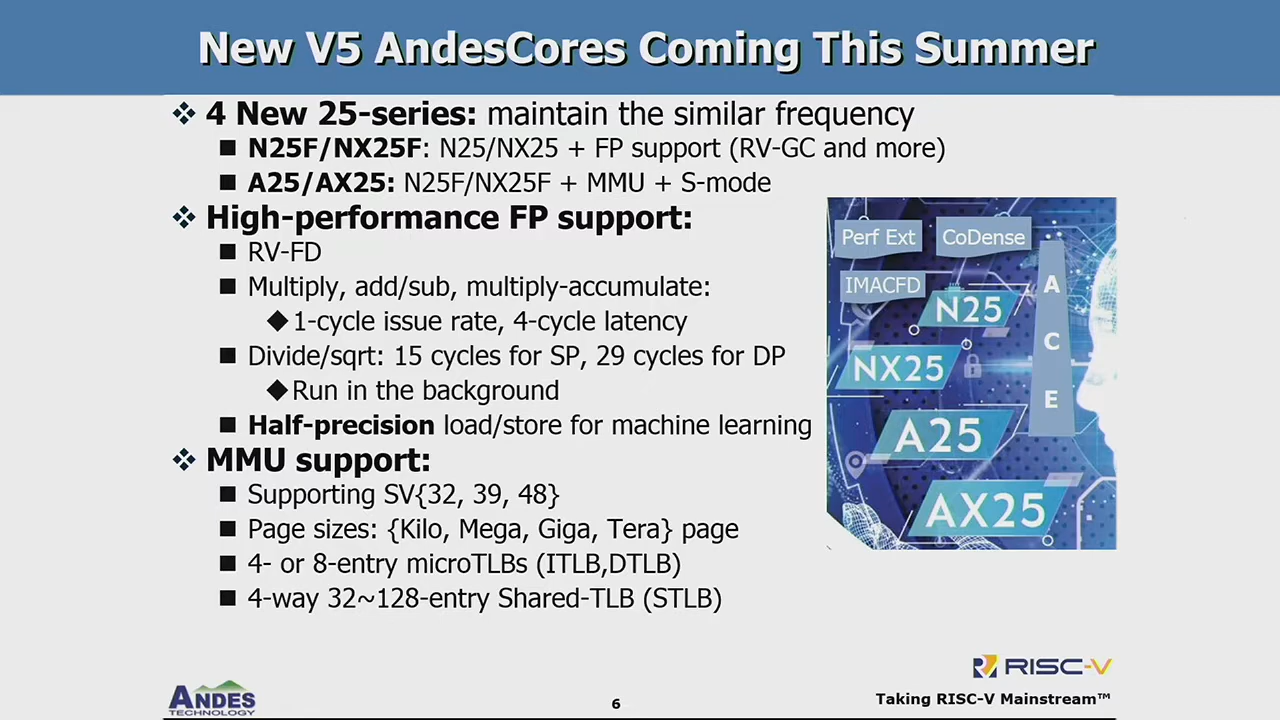 New V5 AndesCores Coming This Summer
❖ 4 New 25-series: maintain the similar frequency
■ N25F/NX25F: N25/NX25 + FP support (RV-GC and more)
■ A25/AX25: N25F/NX25F + MMU + S-mode
❖ High-performance FP support:
■ RV-FD
■ Multiply, add/sub, multiply-accumulate:
◆1-cycle issue rate, 4-cycle latency
■ Divide/sqrt: 15 cycles for SP, 29 cycles for DP
◆Run in the background
■ Half-precision load/store for machine learning
❖ MMU support:
■ Supporting SV{32, 39, 48}
■ Page sizes: {Kilo, Mega, Giga, Tera} page
■ 4- or 8-entry microTLBs (ITLB,DTLB)
■ 4-way 32~128-entry Shared-TLB (STLB)
Perf Ext
CoDense
IMACFD
N25
NX25
A25
AX25
A
C
E
ANDES
TECHNOLOGY
6
RISC-V
Taking RISC-V Mainstream™